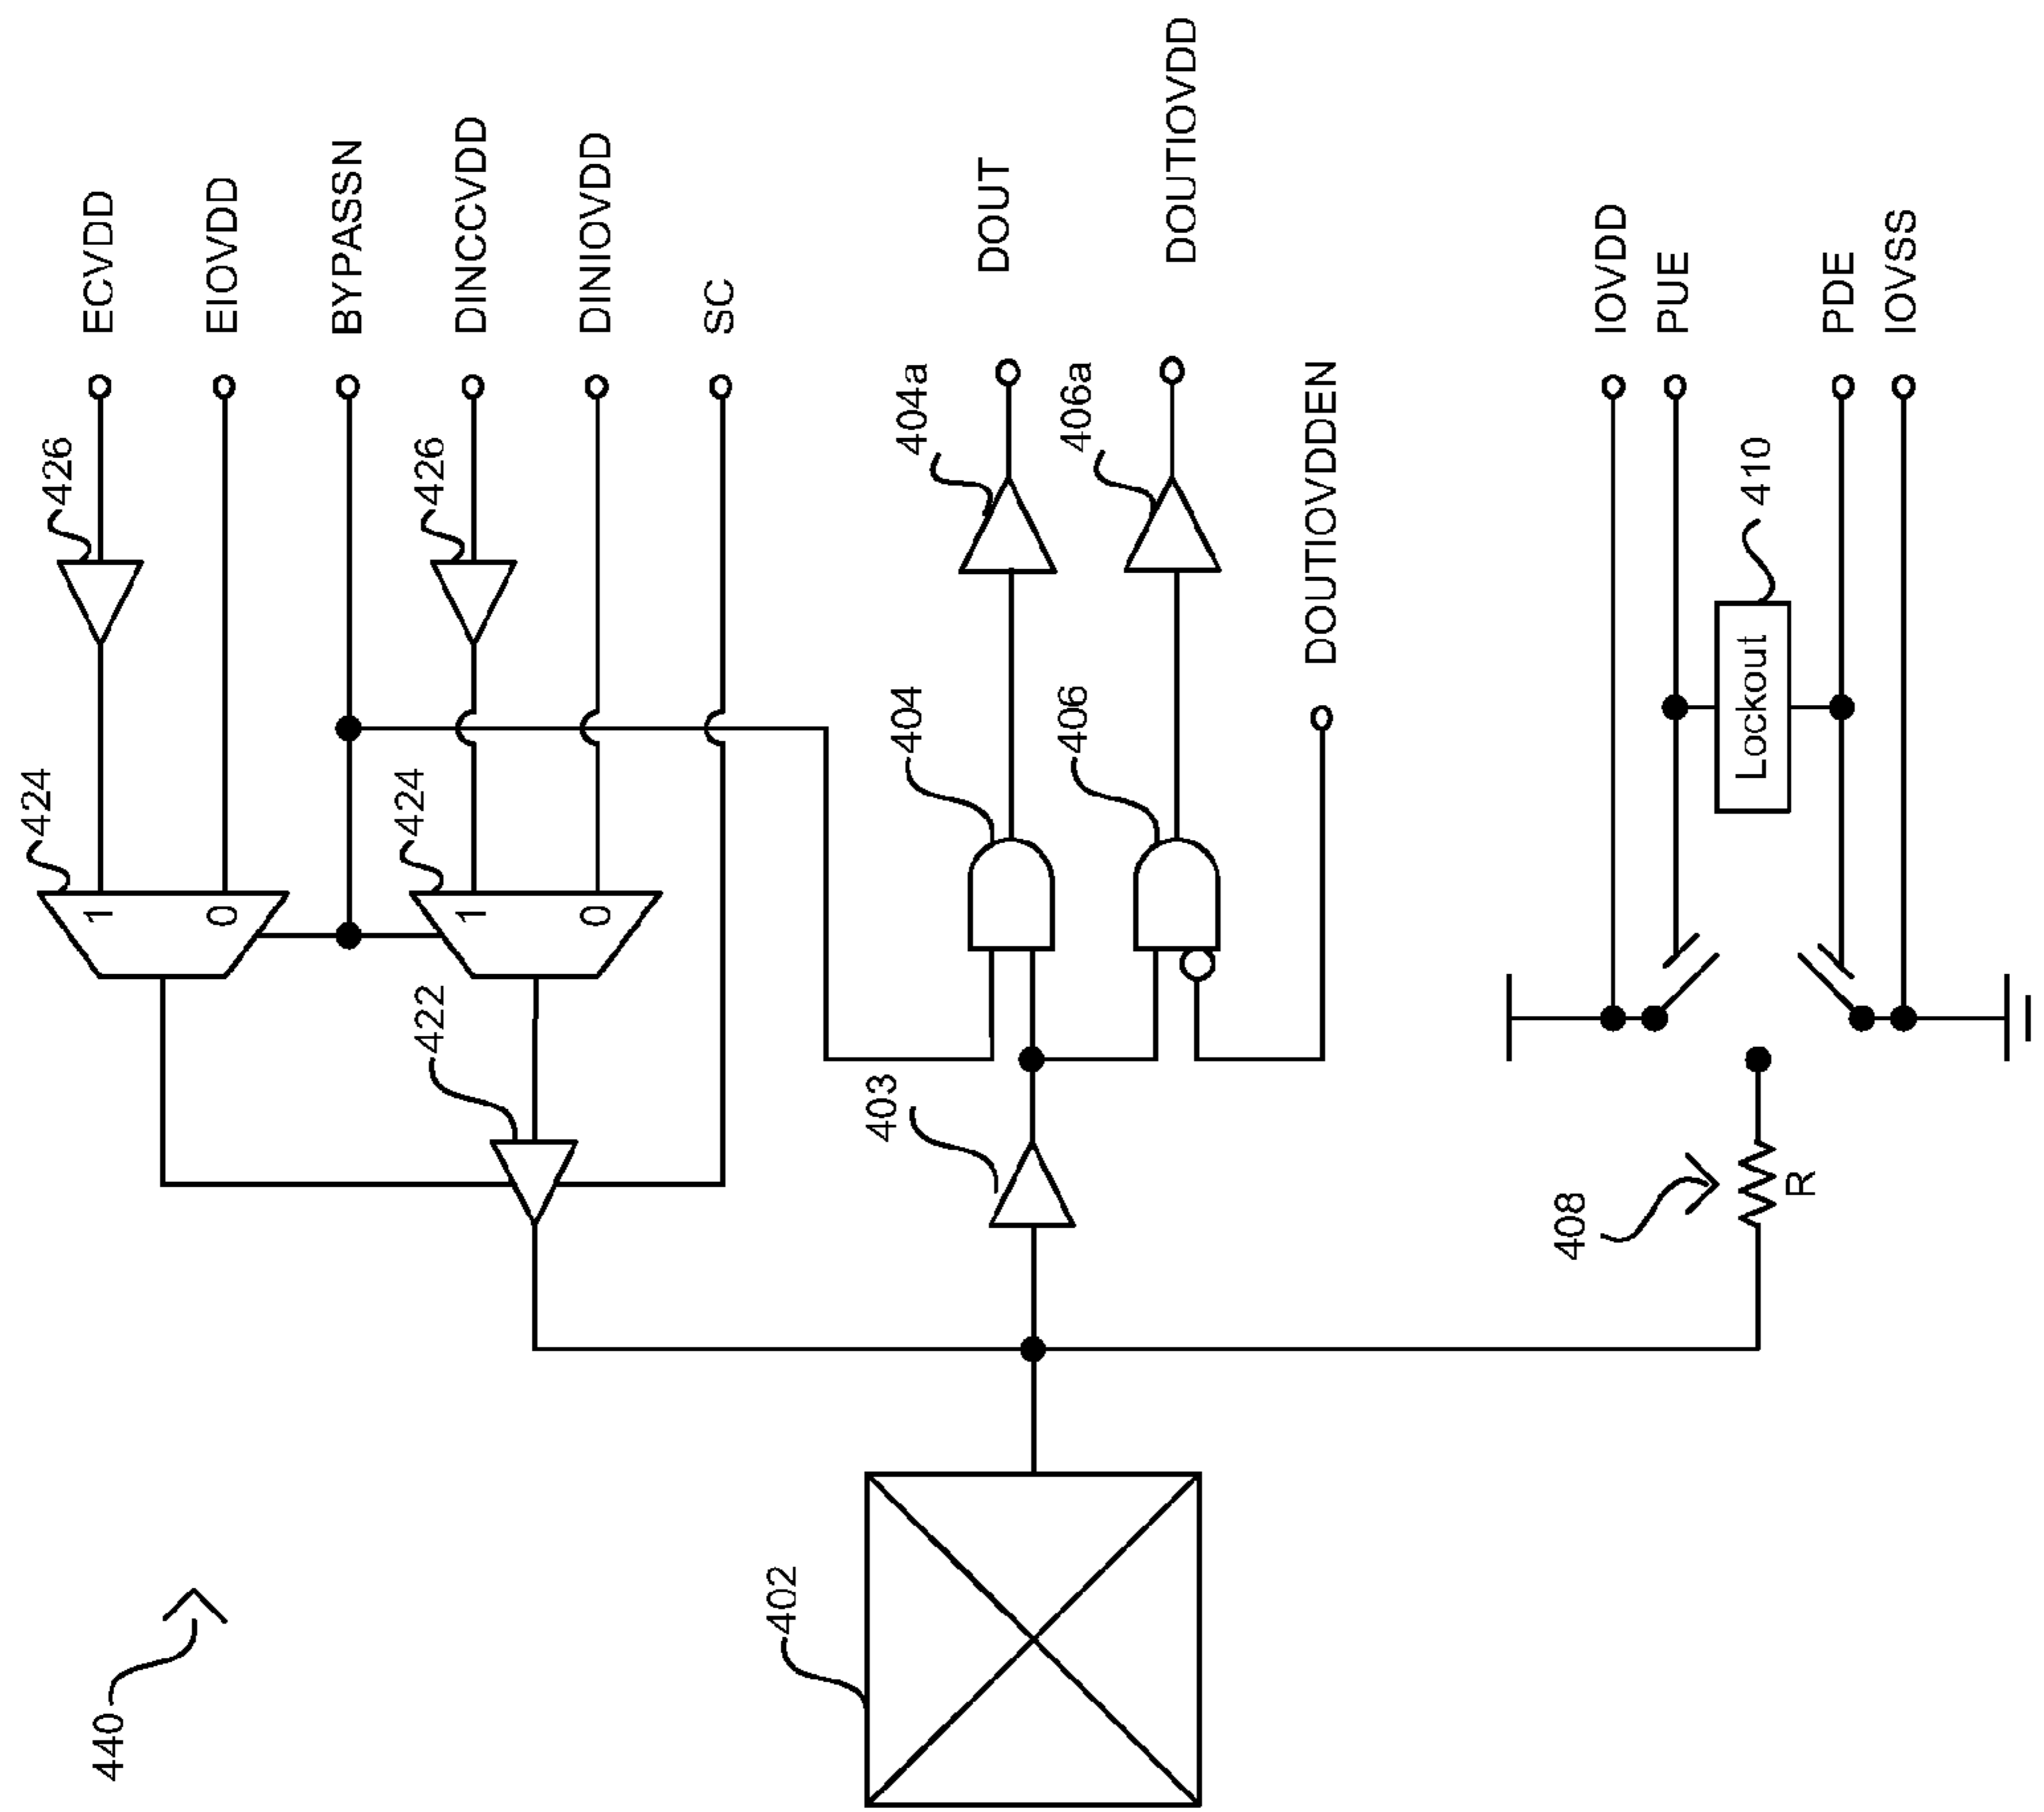 440
402
424
1
0
424
1
0
426
426
422
ECVDD
EIOVDD
BYPASSN
DINCCVDD
DINIOVDD
SC
403
404
406
404a
406a
DOUT
DOUTIOVDD
DOUTIOVDDEN
408
R
Lockout
410
IOVDD
PUE
PDE
IOVSS